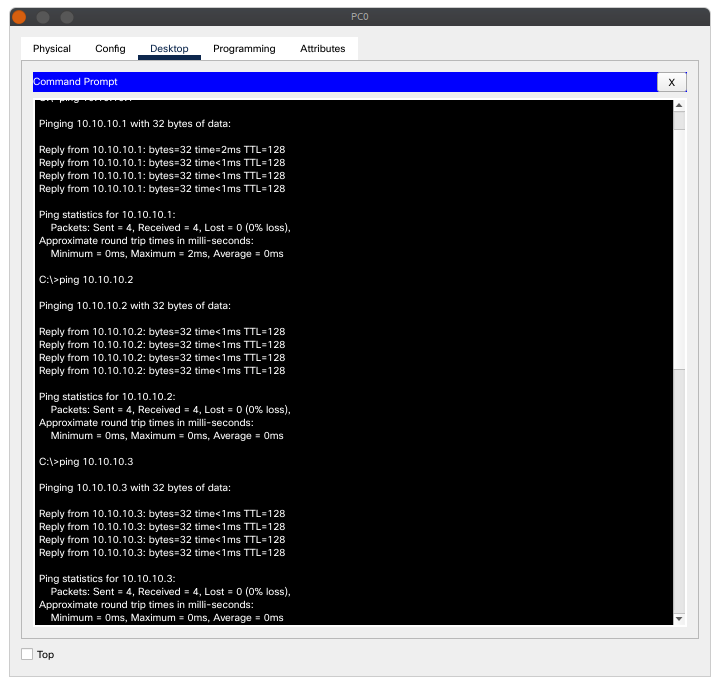 PC0
Physical Config Desktop Programming Attributes
Command Prompt X
C:\>ping 10.10.10.1
Pinging 10.10.10.1 with 32 bytes of data:
Reply from 10.10.10.1: bytes=32 time=2ms TTL=128
Reply from 10.10.10.1: bytes=32 time<1ms TTL=128
Reply from 10.10.10.1: bytes=32 time<1ms TTL=128
Reply from 10.10.10.1: bytes=32 time<1ms TTL=128
Ping statistics for 10.10.10.1:
Packets: Sent = 4, Received = 4, Lost = 0 (0% loss),
Approximate round trip times in milli-seconds:
Minimum = 0ms, Maximum = 2ms, Average = 0ms
C:\>ping 10.10.10.2
Pinging 10.10.10.2 with 32 bytes of data:
Reply from 10.10.10.2: bytes=32 time<1ms TTL=128
Reply from 10.10.10.2: bytes=32 time<1ms TTL=128
Reply from 10.10.10.2: bytes=32 time<1ms TTL=128
Reply from 10.10.10.2: bytes=32 time<1ms TTL=128
Ping statistics for 10.10.10.2:
Packets: Sent = 4, Received = 4, Lost = 0 (0% loss),
Approximate round trip times in milli-seconds:
Minimum = 0ms, Maximum = 0ms, Average = 0ms
C:\>ping 10.10.10.3
Pinging 10.10.10.3 with 32 bytes of data:
Reply from 10.10.10.3: bytes=32 time<1ms TTL=128
Reply from 10.10.10.3: bytes=32 time<1ms TTL=128
Reply from 10.10.10.3: bytes=32 time<1ms TTL=128
Reply from 10.10.10.3: bytes=32 time<1ms TTL=128
Ping statistics for 10.10.10.3:
Packets: Sent = 4, Received = 4, Lost = 0 (0% loss),
Approximate round trip times in milli-seconds:
Minimum = 0ms, Maximum = 0ms, Average = 0ms
Top